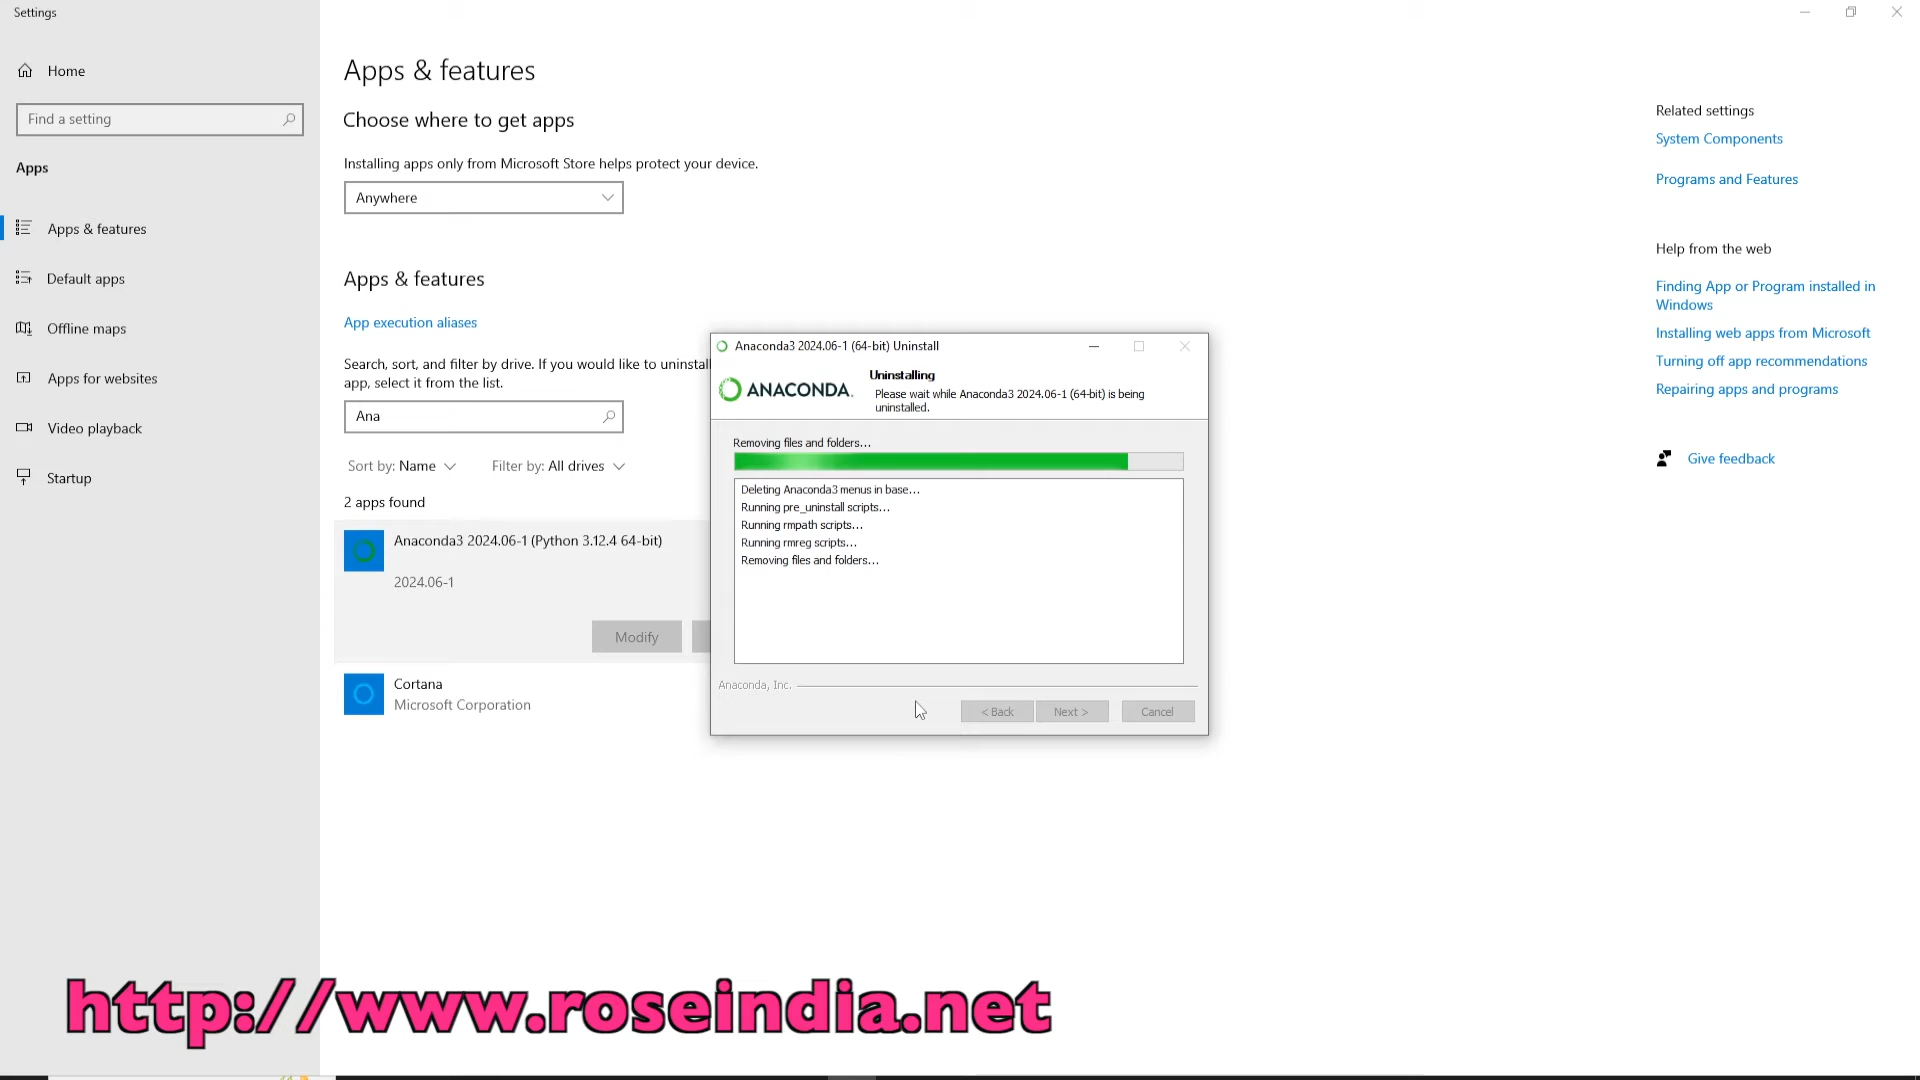 Settings
Home
Find a setting
Apps
Apps & features
Default apps
Offline maps
Apps for websites
Video playback
Startup
Apps & features
Choose where to get apps
Installing apps only from Microsoft Store helps protect your device.
Anywhere
Apps & features
App execution aliases
Search, sort, and filter by drive. If you would like to uninstall
app, select it from the list.
Ana
Sort by: Name
Filter by: All drives
2 apps found
Anaconda3 2024.06-1 (Python 3.12.4 64-bit)
2024.06-1
Modify
Cortana
Microsoft Corporation
Anaconda3 2024.06-1 (64-bit) Uninstall
ANACONDA.
Uninstalling
Please wait while Anaconda3 2024.06-1 (64-bit) is being
uninstalled.
Removing files and folders...
Deleting Anaconda3 menus in base...
Running pre_uninstall scripts...
Running rmpath scripts...
Running rmreg scripts...
Removing files and folders...
Anaconda, Inc.
< Back
Next >
Cancel
Related settings
System Components
Programs and Features
Help from the web
Finding App or Program installed in
Windows
Installing web apps from Microsoft
Turning off app recommendations
Repairing apps and programs
Give feedback
http://www.roseindia.net